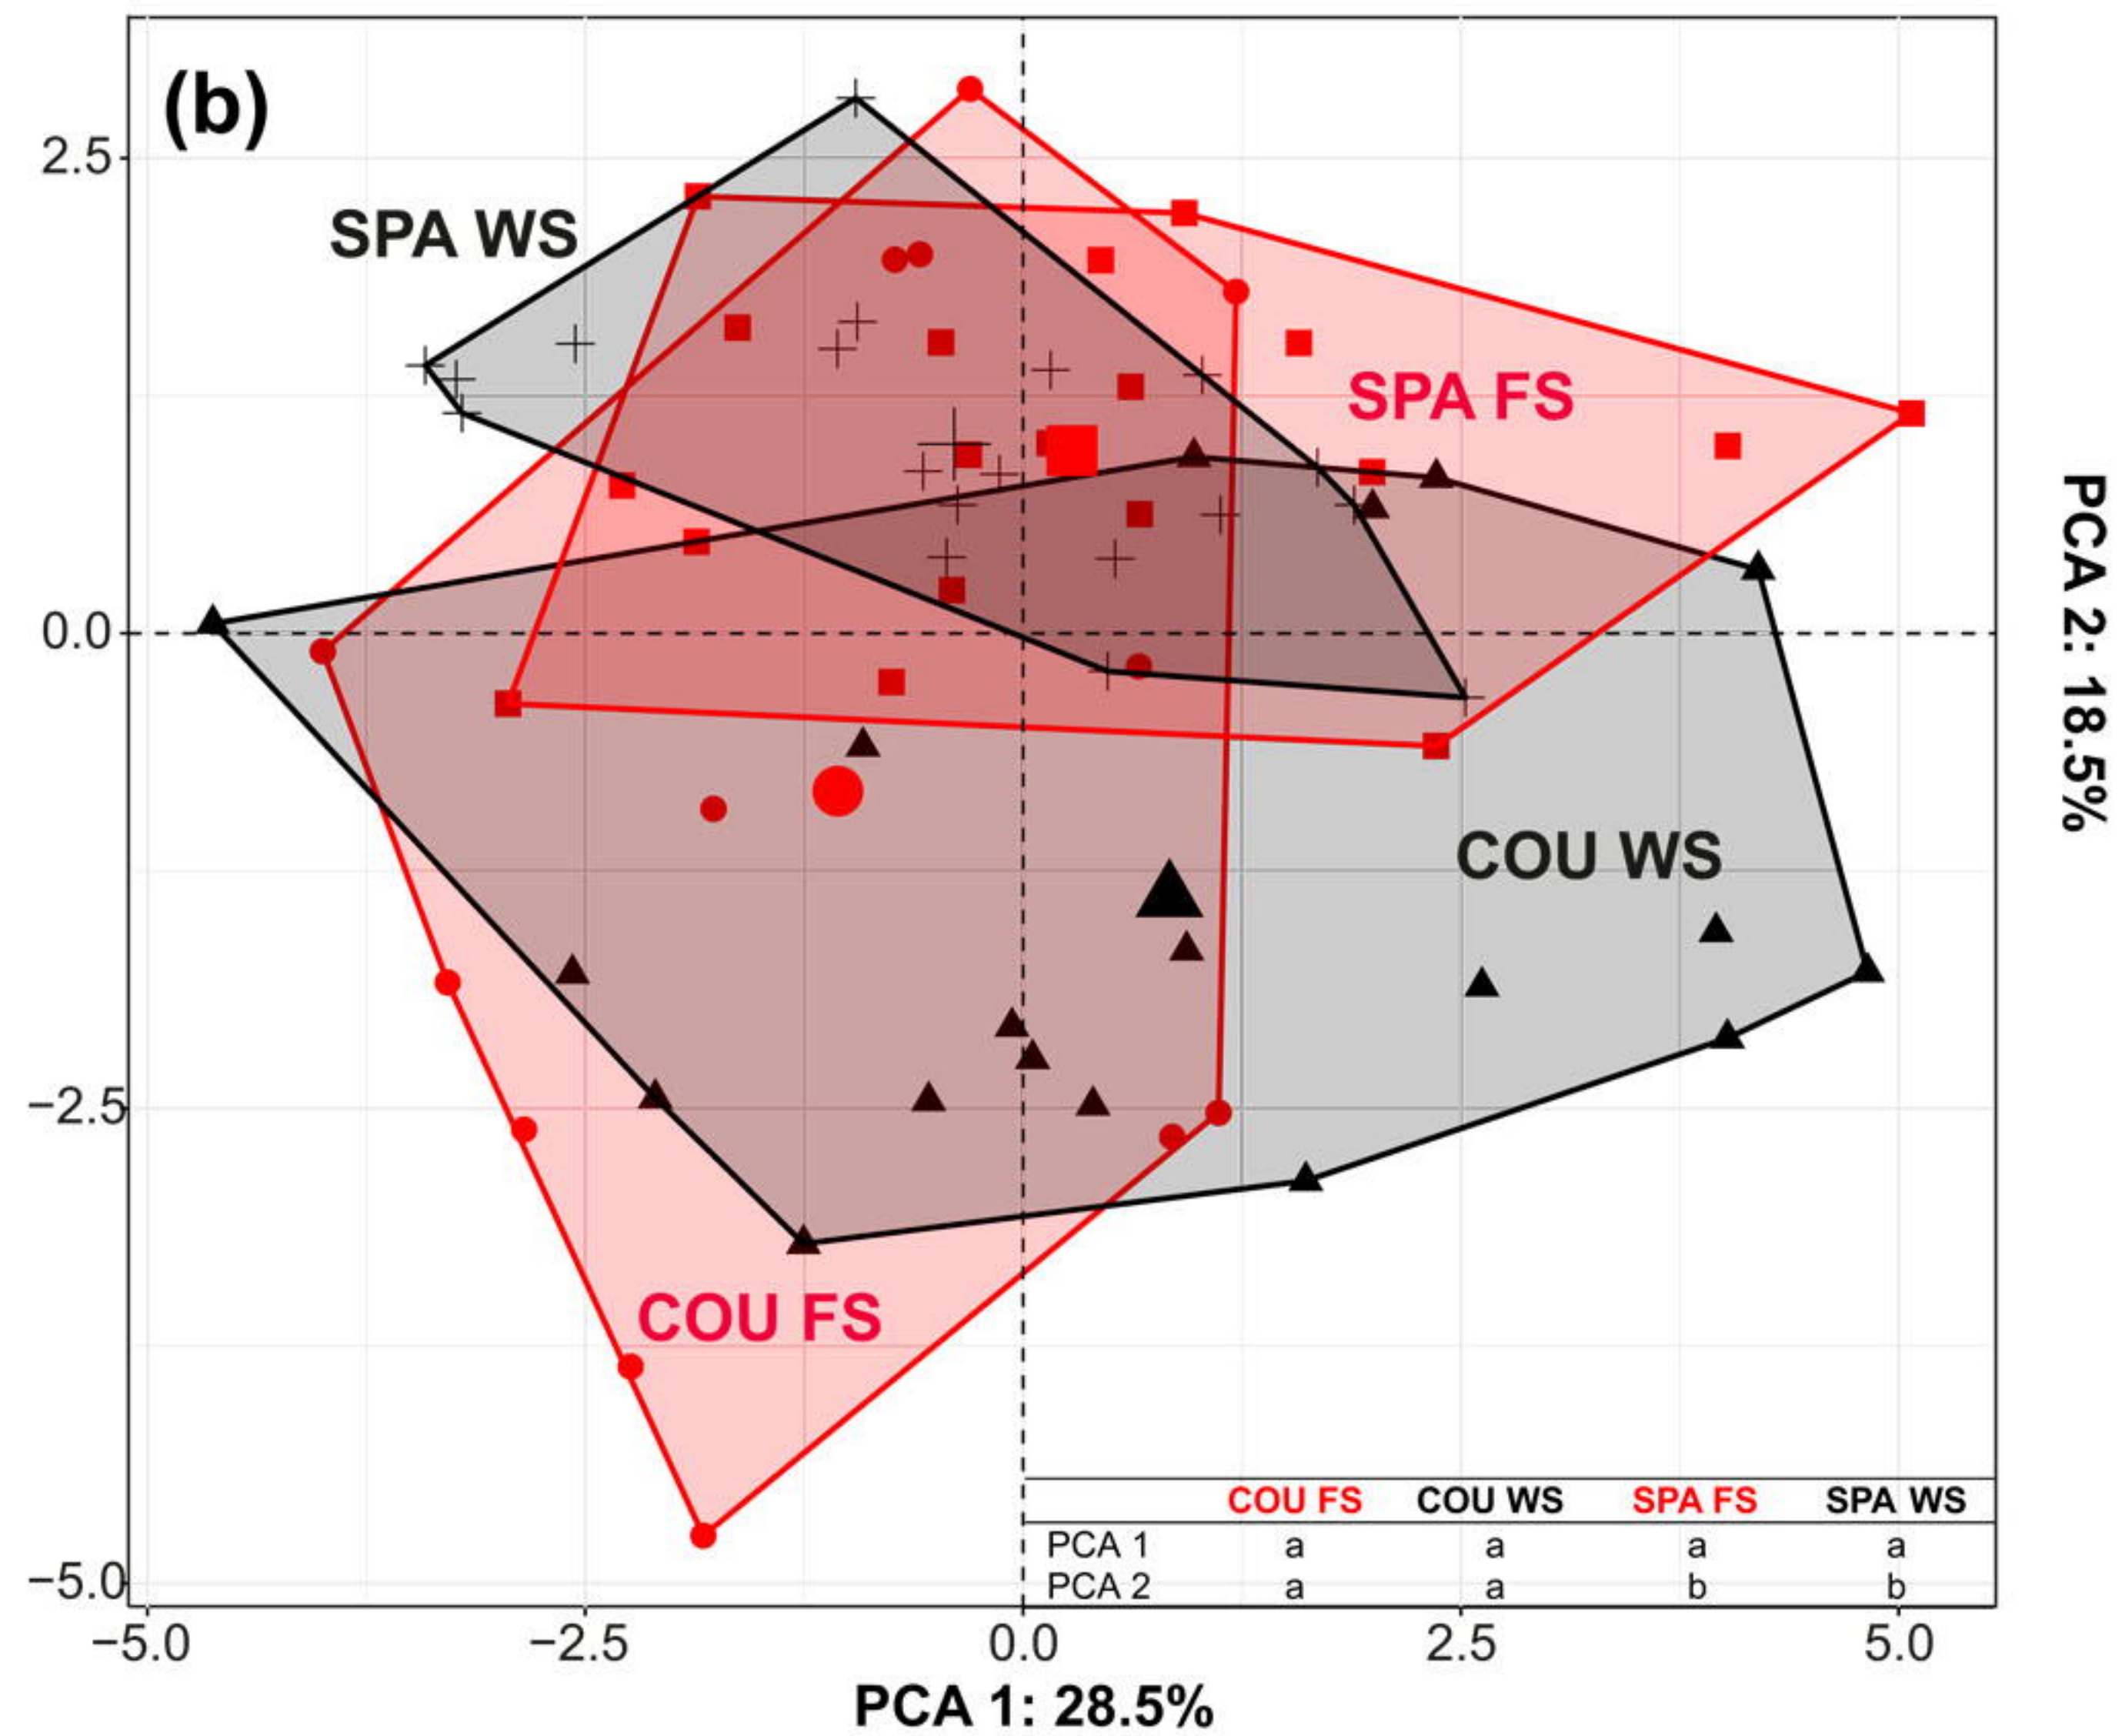 (b)
2.5
SPA WS
SPA FS
0.0
COU WS
−2.5
COU FS
−5.0
COU FS COU WS SPA FS SPA WS
PCA 1 a a a a
PCA 2 a a b b
−5.0 −2.5 0.0 2.5 5.0
PCA 1: 28.5%
PCA 2: 18.5%